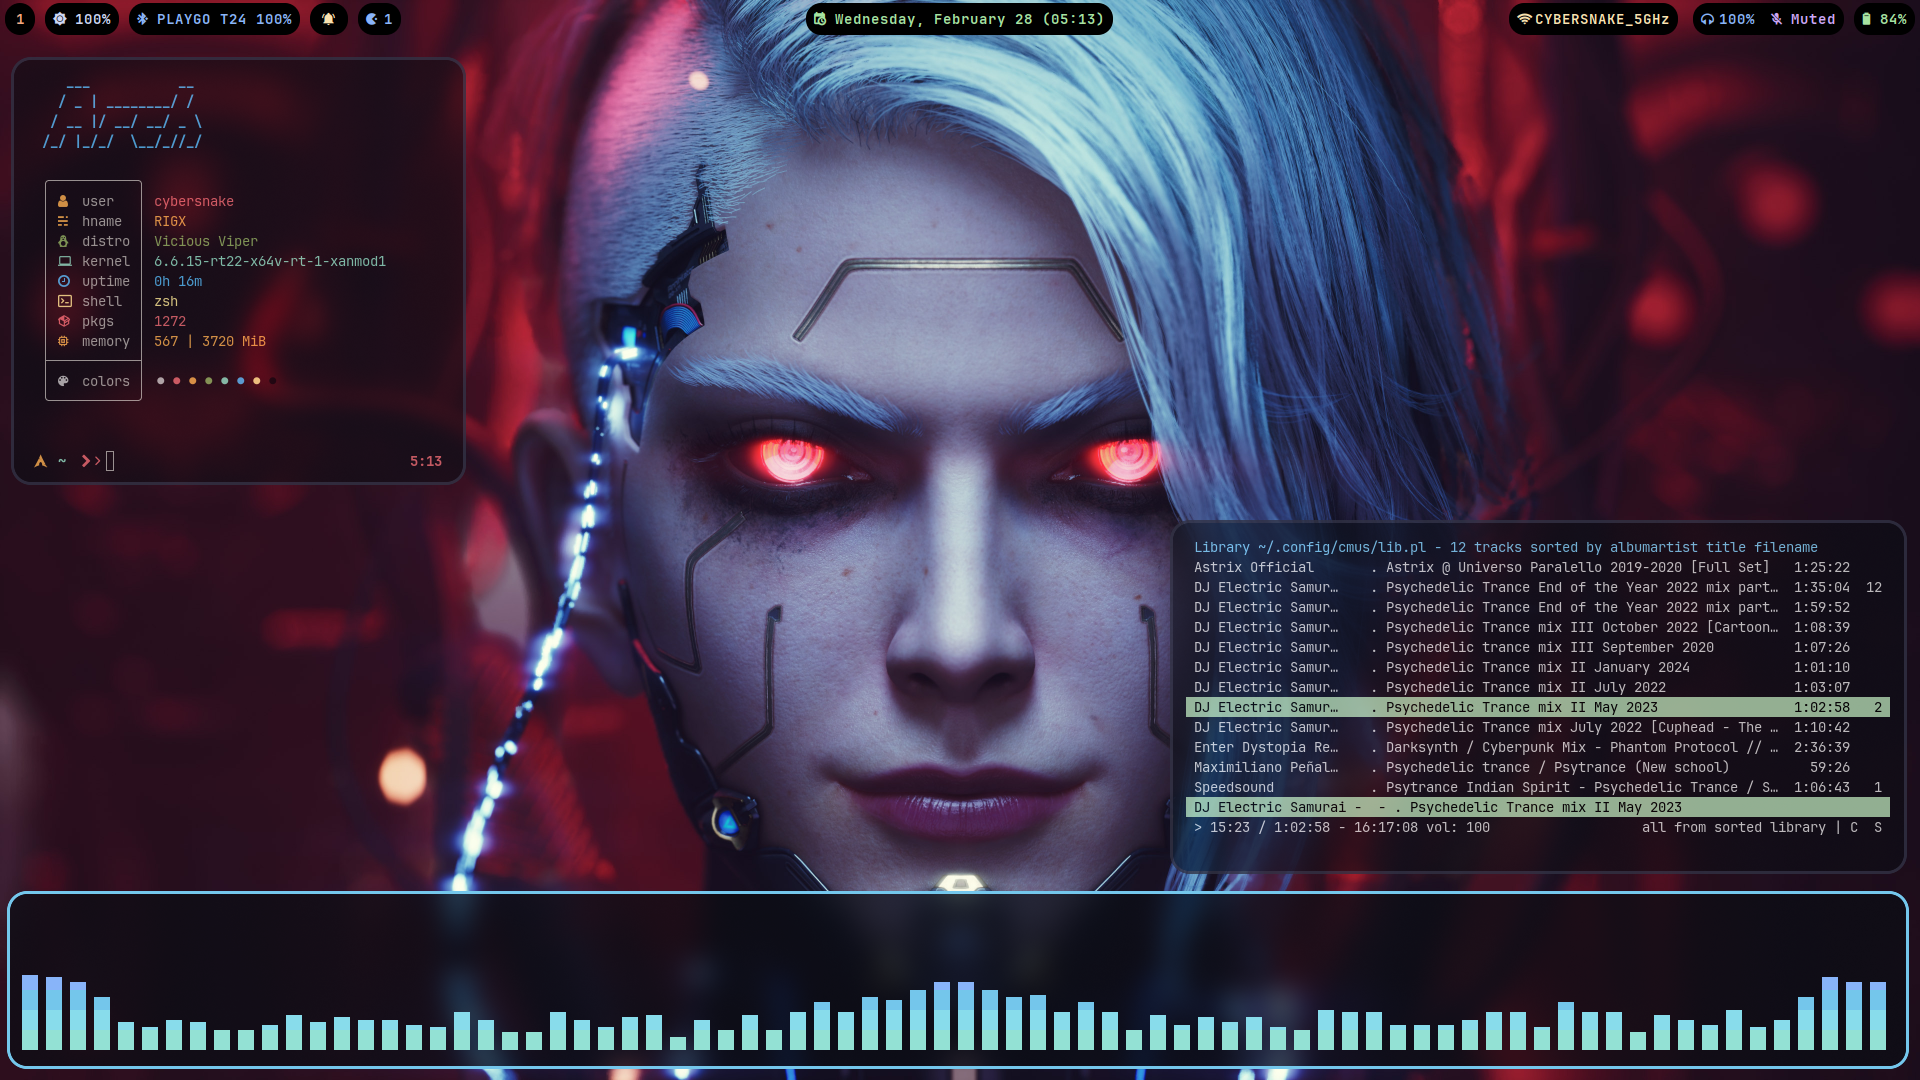 1
100%
PLAYGO T24 100%
1
Wednesday, February 28 (05:13)
CYBERSNAKE_5GHz
100%
Muted
84%
user cybersnake
hname RIGX
distro Vicious Viper
kernel 6.6.15-rt22-x64v-rt-1-xanmod1
uptime 0h 16m
shell zsh
pkgs 1272
memory 567 | 3720 MiB
colors
~ 5:13
Library ~/.config/cmus/lib.pl - 12 tracks sorted by albumartist title filename
Astrix Official . Astrix @ Universo Paralello 2019-2020 [Full Set] 1:25:22
DJ Electric Samur… . Psychedelic Trance End of the Year 2022 mix part… 1:35:04 12
DJ Electric Samur… . Psychedelic Trance End of the Year 2022 mix part… 1:59:52
DJ Electric Samur… . Psychedelic Trance mix III October 2022 [Cartoon… 1:08:39
DJ Electric Samur… . Psychedelic trance mix III September 2020 1:07:26
DJ Electric Samur… . Psychedelic Trance mix II January 2024 1:01:10
DJ Electric Samur… . Psychedelic Trance mix II July 2022 1:03:07
DJ Electric Samur… . Psychedelic Trance mix II May 2023 1:02:58 2
DJ Electric Samur… . Psychedelic Trance mix July 2022 [Cuphead - The … 1:10:42
Enter Dystopia Re… . Darksynth / Cyberpunk Mix - Phantom Protocol // … 2:36:39
Maximiliano Peñal… . Psychedelic trance / Psytrance (New school) 59:26
Speedsound . Psytrance Indian Spirit - Psychedelic Trance / S… 1:06:43 1
DJ Electric Samurai - - . Psychedelic Trance mix II May 2023
> 15:23 / 1:02:58 - 16:17:08 vol: 100 all from sorted library | C S